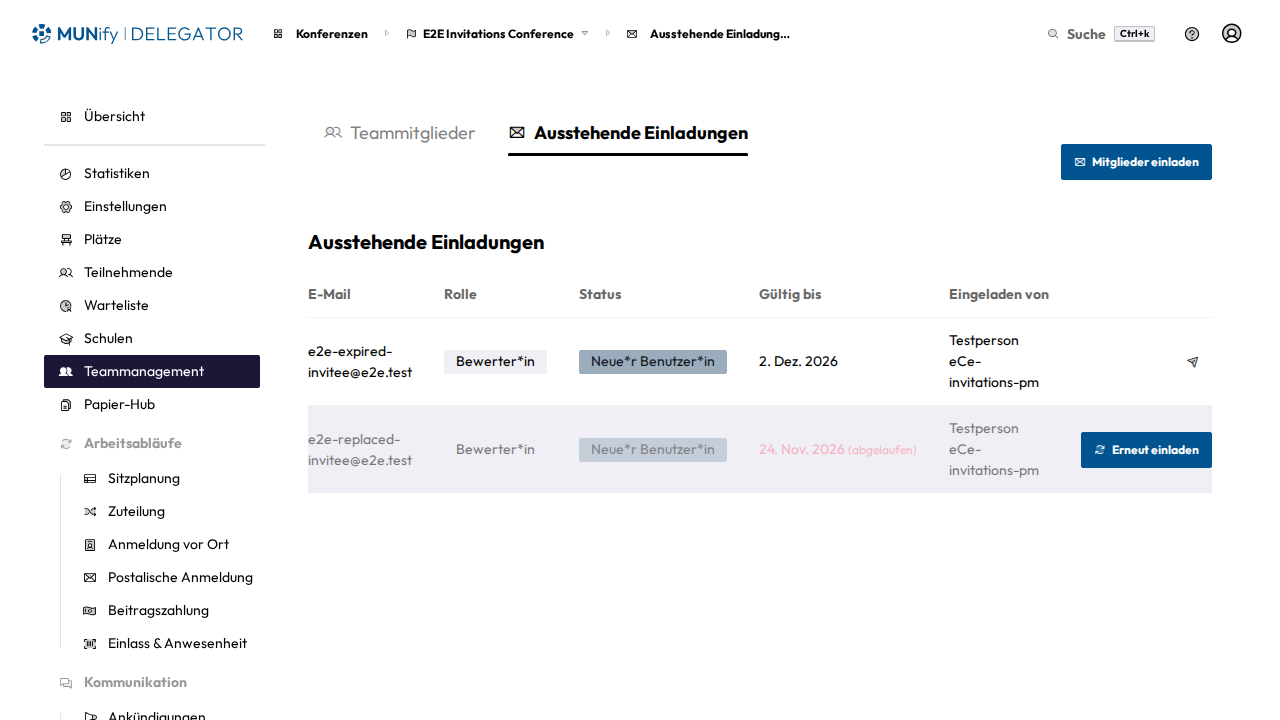 MUNify | DELEGATOR
Konferenzen
E2E Invitations Conference
Ausstehende Einladung...
Suche
Ctrl+k
Übersicht
Statistiken
Einstellungen
Plätze
Teilnehmende
Warteliste
Schulen
Teammanagement
Papier-Hub
Arbeitsabläufe
Sitzplanung
Zuteilung
Anmeldung vor Ort
Postalische Anmeldung
Beitragszahlung
Einlass & Anwesenheit
Kommunikation
Ankündigungen
Teammitglieder
Ausstehende Einladungen
Mitglieder einladen
Ausstehende Einladungen
E-Mail Rolle Status Gültig bis Eingeladen von
e2e-expired-
invitee@e2e.test
Bewerter*in
Neue*r Benutzer*in
2. Dez. 2026
Testperson
eCe-
invitations-pm
e2e-replaced-
invitee@e2e.test
Bewerter*in
Neue*r Benutzer*in
24. Nov. 2026 (abgelaufen)
Testperson
eCe-
invitations-pm
Erneut einladen